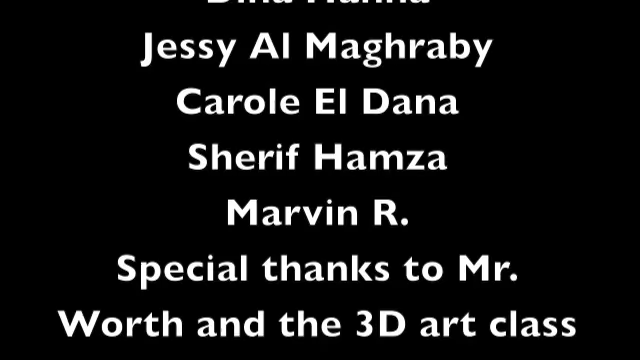 Jessy Al Maghraby
Carole El Dana
Sherif Hamza
Marvin R.
Special thanks to Mr.
Worth and the 3D art class